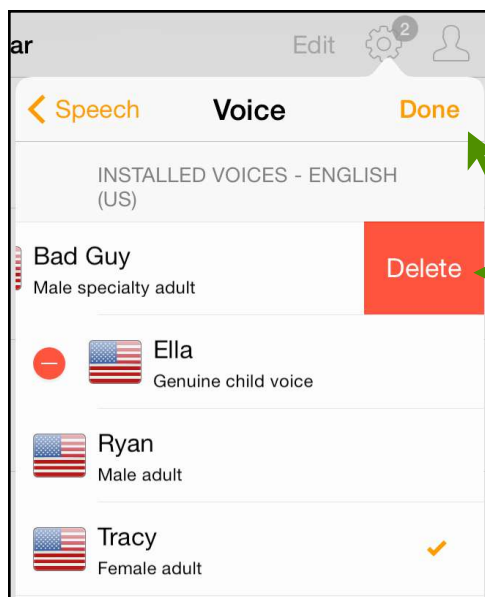 ar
Edit
2
Speech
Voice
Done
INSTALLED VOICES - ENGLISH
(US)
Bad Guy
Male specialty adult
Delete
Ella
Genuine child voice
Ryan
Male adult
Tracy
Female adult